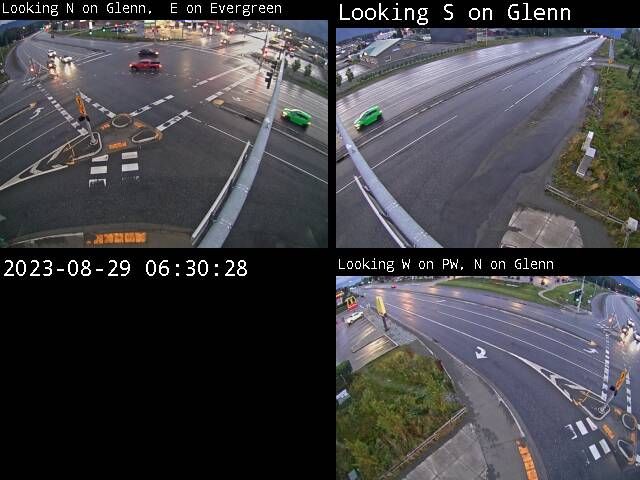 Looking N on Glenn,  E on Evergreen
Looking S on Glenn
2023-08-29 06:30:28
Looking W on PW, N on Glenn